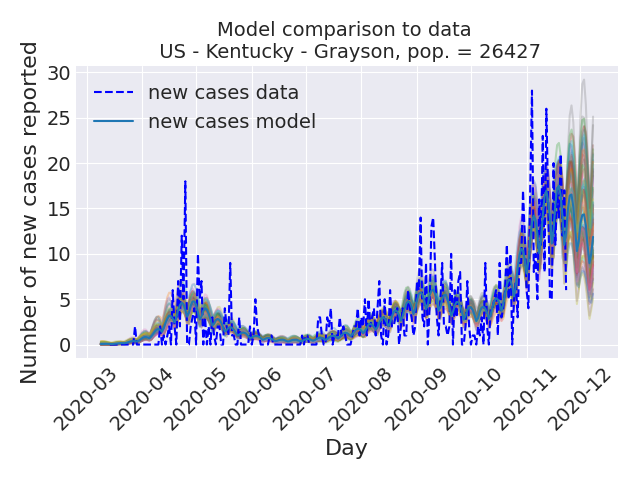 Model comparison to data
US - Kentucky - Grayson, pop. = 26427
Number of new cases reported
30
25
20
15
10
5
0
new cases data
new cases model
2020-03
2020-04
2020-05
2020-06
2020-07
2020-08
2020-09
2020-10
2020-11
2020-12
Day